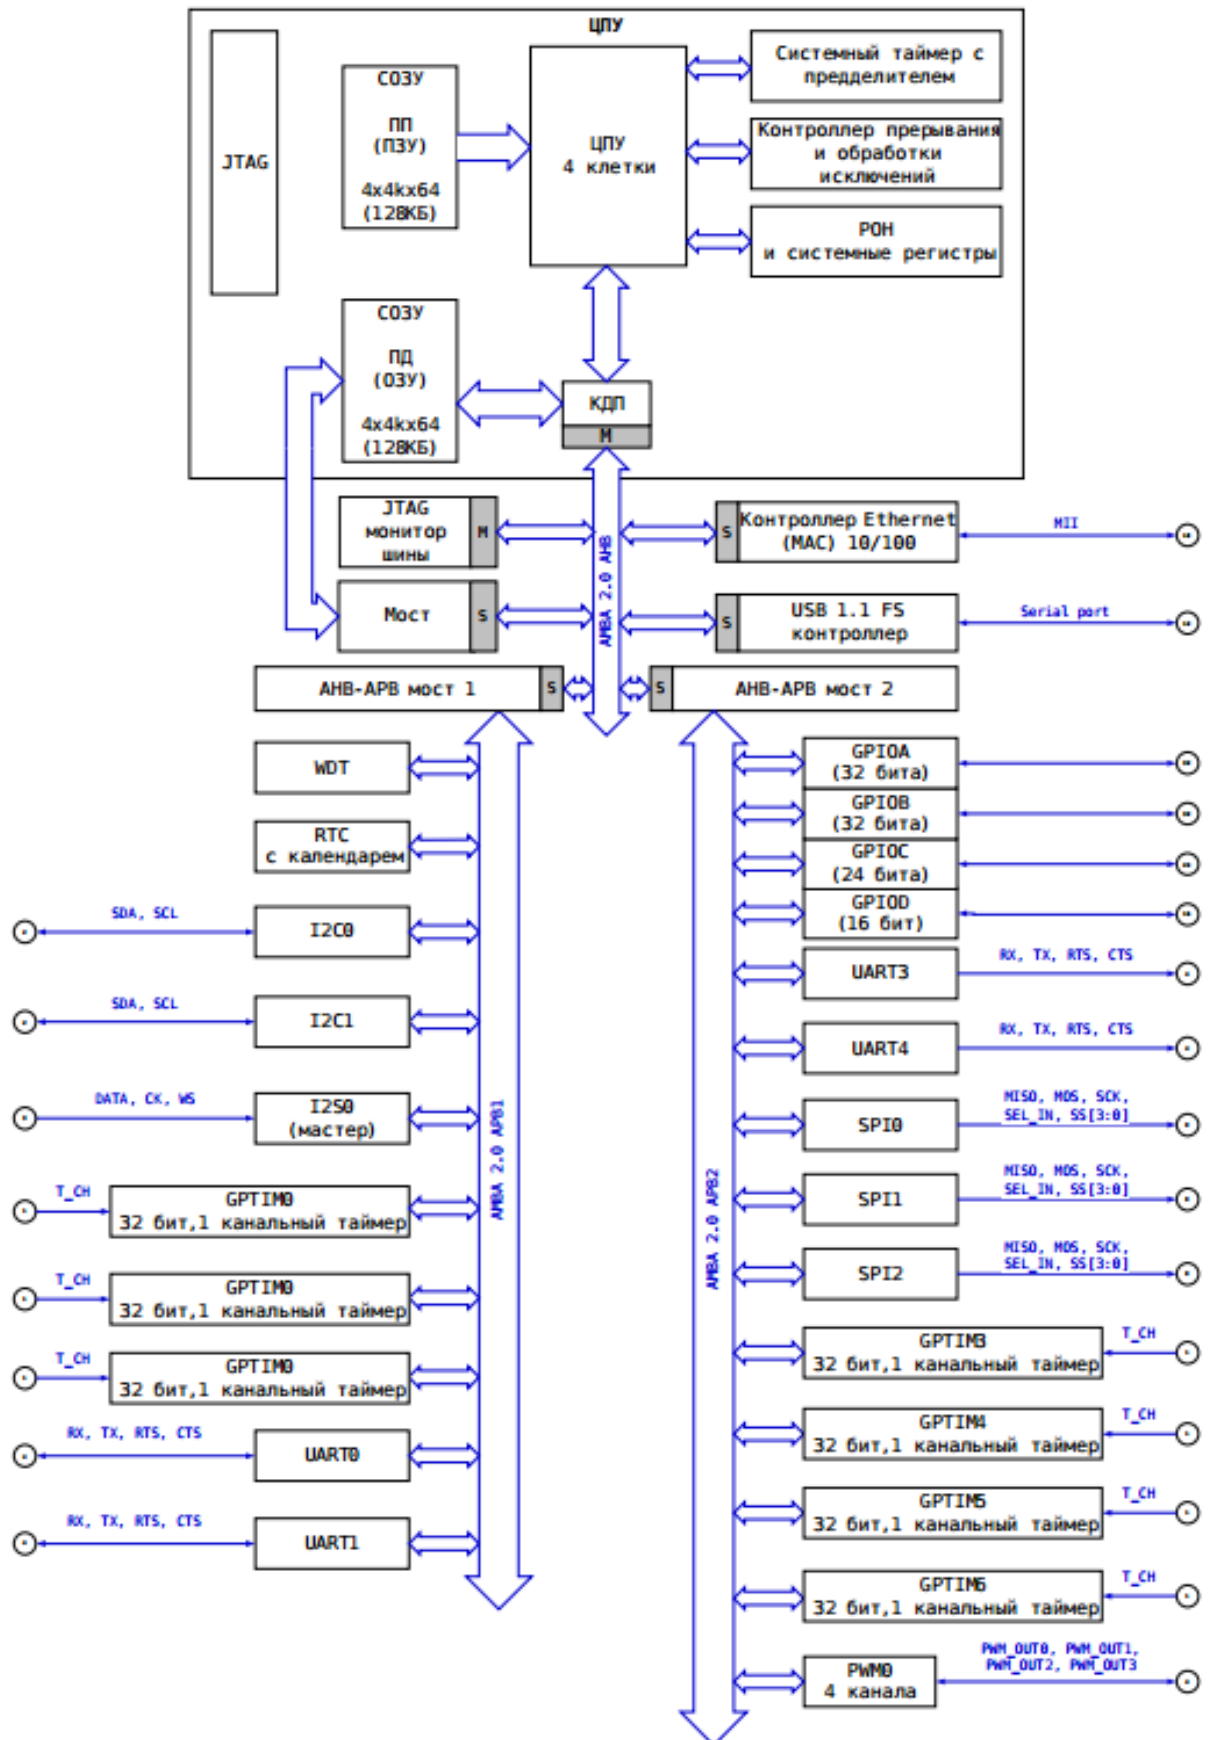 ЦПУ
JTAG
СОЗУ
ПП
(ПЗУ)
4x4kx64
(128КБ)
ЦПУ
4 клетки
Системный таймер с
предделителем
Контроллер прерывания
и обработки
исключений
РОН
и системные регистры
СОЗУ
ПД
(ОЗУ)
4x4kx64
(128КБ)
КДП
M
JTAG
монитор
шины
M
S
Контроллер Ethernet
(MAC) 10/100
MII
AMBA 2.0 AHB
Мост
S
S
USB 1.1 FS
контроллер
Serial port
AHB-APB мост 1
S
S
AHB-APB мост 2
WDT
RTC
с календарем
SDA, SCL
I2C0
SDA, SCL
I2C1
DATA, CK, WS
I2S0
(мастер)
T_CH
GPTIM0
32 бит,1 канальный таймер
T_CH
GPTIM0
32 бит,1 канальный таймер
T_CH
GPTIM0
32 бит,1 канальный таймер
RX, TX, RTS, CTS
UART0
RX, TX, RTS, CTS
UART1
AMBA 2.0 APB1
AMBA 2.0 APB2
GPIOA
(32 бита)
GPIOB
(32 бита)
GPIOC
(24 бита)
GPIOD
(16 бит)
UART3
RX, TX, RTS, CTS
UART4
RX, TX, RTS, CTS
SPI0
MISO, MOS, SCK,
SEL_IN, SS[3:0]
SPI1
MISO, MOS, SCK,
SEL_IN, SS[3:0]
SPI2
MISO, MOS, SCK,
SEL_IN, SS[3:0]
GPTIM3
32 бит,1 канальный таймер
T_CH
GPTIM4
32 бит,1 канальный таймер
T_CH
GPTIM5
32 бит,1 канальный таймер
T_CH
GPTIM6
32 бит,1 канальный таймер
T_CH
PWM0
4 канала
PWM_OUT0, PWM_OUT1,
PWM_OUT2, PWM_OUT3